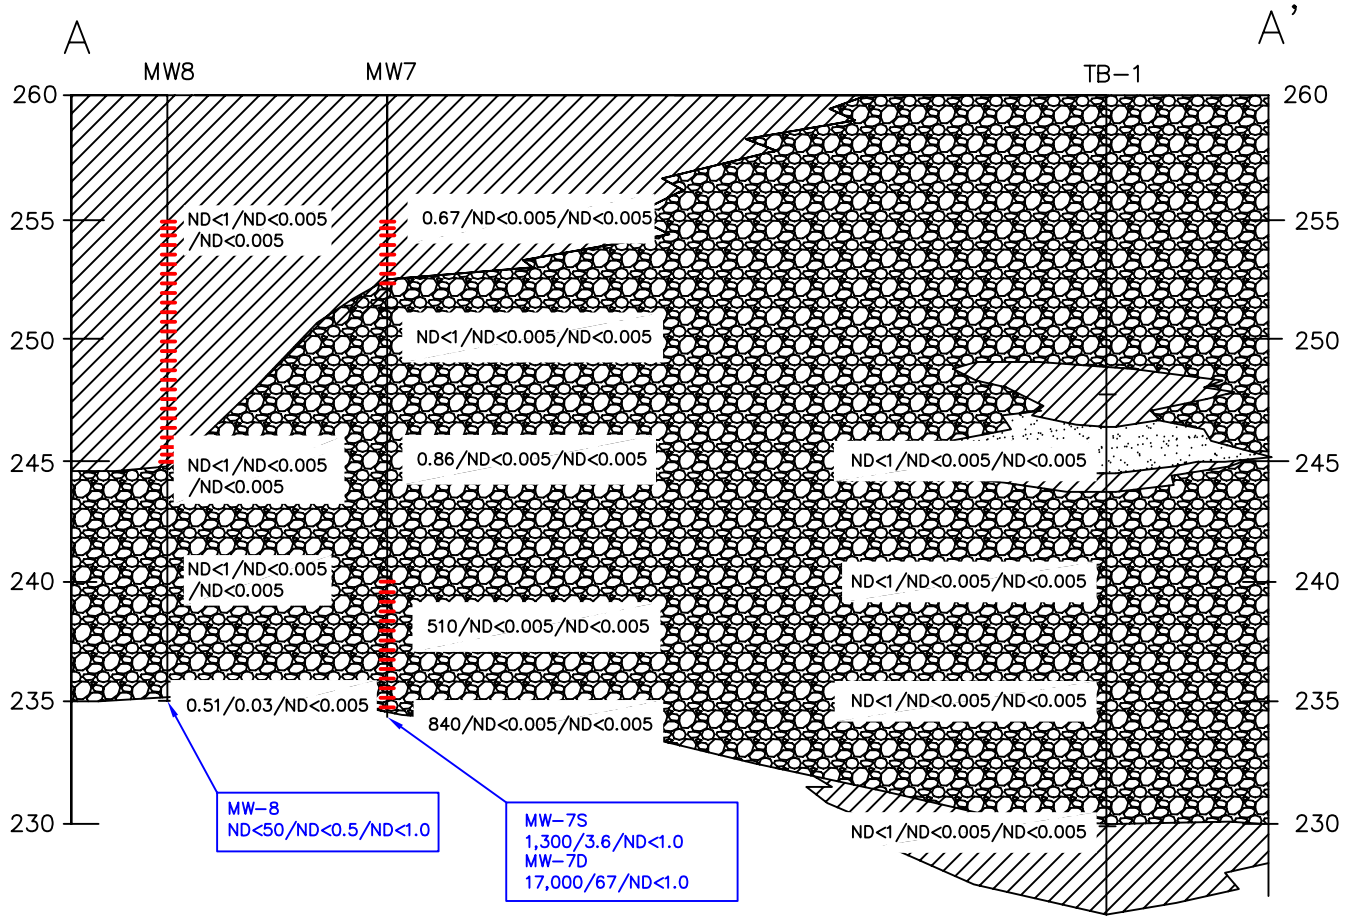 A
A'
MW8
MW7
TB-1
260
260
255
ND<1/ND<0.005
/ND<0.005
0.67/ND<0.005/ND<0.005
255
250
ND<1/ND<0.005/ND<0.005
250
245
ND<1/ND<0.005
/ND<0.005
0.86/ND<0.005/ND<0.005
ND<1/ND<0.005/ND<0.005
245
240
ND<1/ND<0.005
/ND<0.005
ND<1/ND<0.005/ND<0.005
240
510/ND<0.005/ND<0.005
235
0.51/0.03/ND<0.005
840/ND<0.005/ND<0.005
ND<1/ND<0.005/ND<0.005
235
230
MW-8
ND<50/ND<0.5/ND<1.0
MW-7S
1,300/3.6/ND<1.0
MW-7D
17,000/67/ND<1.0
ND<1/ND<0.005/ND<0.005
230